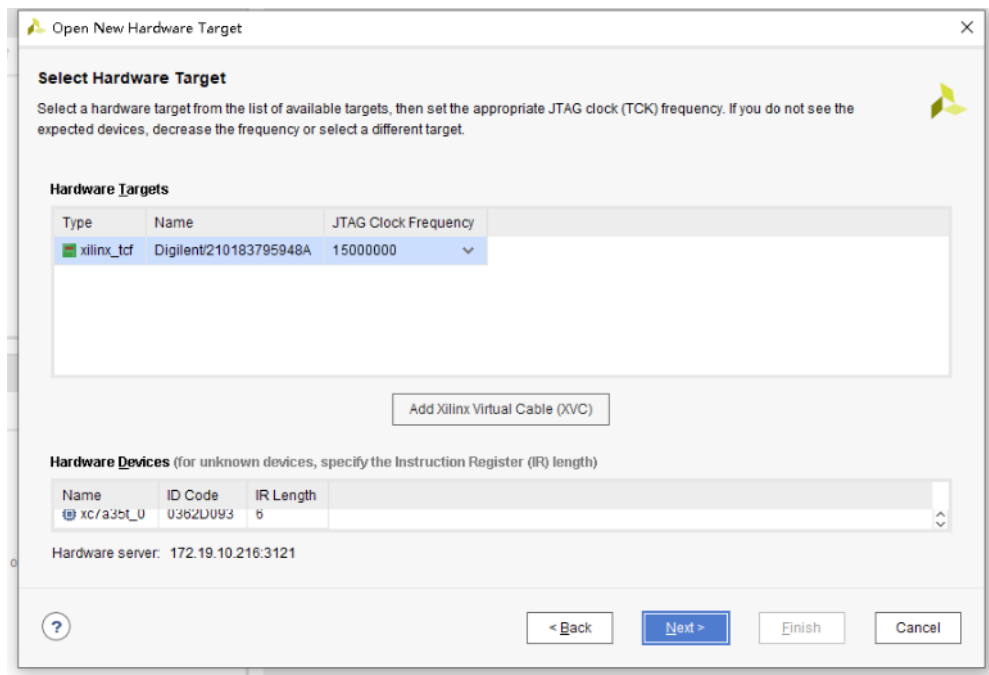 Open New Hardware Target
Select Hardware Target
Select a hardware target from the list of available targets, then set the appropriate JTAG clock (TCK) frequency. If you do not see the
expected devices, decrease the frequency or select a different target.
Hardware Targets
Type Name JTAG Clock Frequency
xilinx_tcf Digilent/210183795948A 15000000
Add Xilinx Virtual Cable (XVC)
Hardware Devices (for unknown devices, specify the Instruction Register (IR) length)
Name ID Code IR Length
xc7a35t_0 0362D093 6
Hardware server: 172.19.10.216:3121
? < Back Next > Finish Cancel